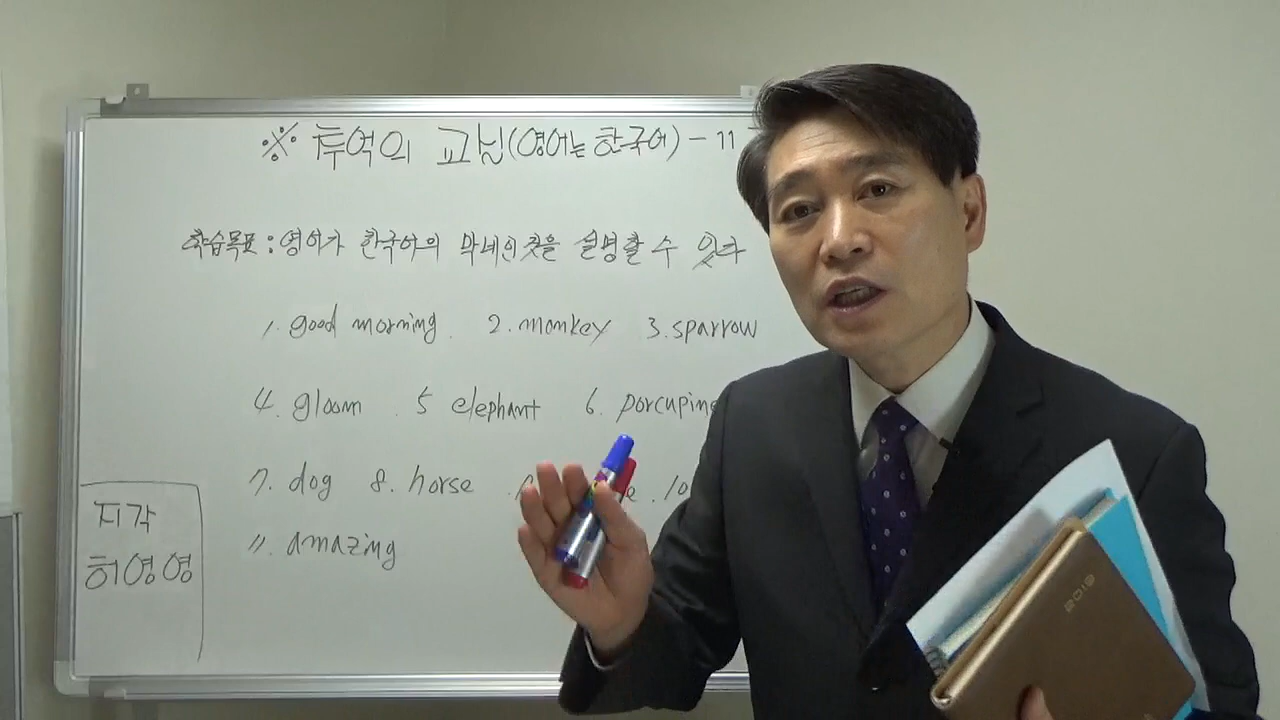 ※ 추억의 교실(영어는 한국어) - 11
학습목표 : 영어가 한국어의 막내인것을 설명할 수 있다
1. good morning. 2. monkey 3. sparrow
4. gloom . 5 elephant 6. porcupine
7. dog 8. horse . 10
11. amazing
지각
허영영
2018